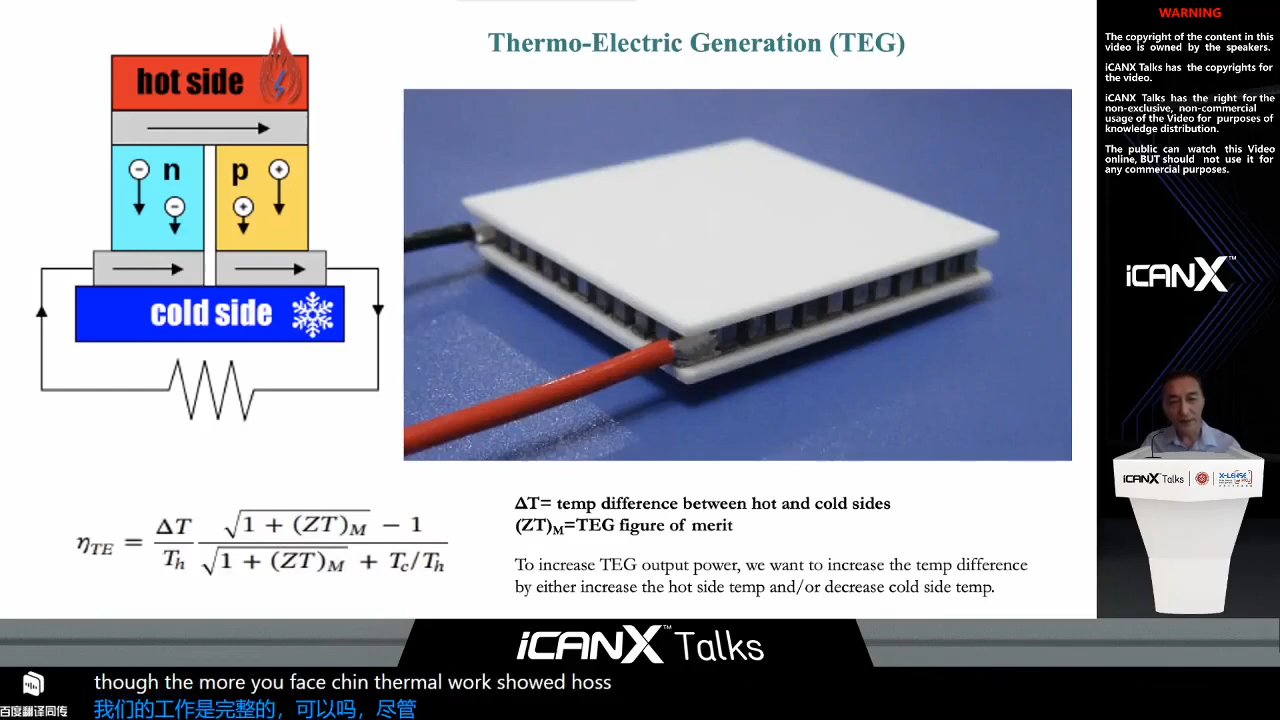 Thermo-Electric Generation (TEG)
hot side
n
p
cold side
η_TE = ΔT/T_h (√(1 + (ZT)_M) − 1)/(√(1 + (ZT)_M) + T_c/T_h)
ΔT= temp difference between hot and cold sides
(ZT)_M=TEG figure of merit
To increase TEG output power, we want to increase the temp difference
by either increase the hot side temp and/or decrease cold side temp.
WARNING
The copyright of the content in this
video is owned by the speakers.
iCANX Talks has the copyrights for
the video.
iCANX Talks has the right for the
non-exclusive, non-commercial
usage of the Video for purposes of
knowledge distribution.
The public can watch this Video
online, BUT should not use it for
any commercial purposes.
iCANX™
iCANX Talks
X-LENSE
iCANX™ Talks
though the more you face chin thermal work showed hoss
百度翻译同传
我们的工作是完整的，可以吗，尽管